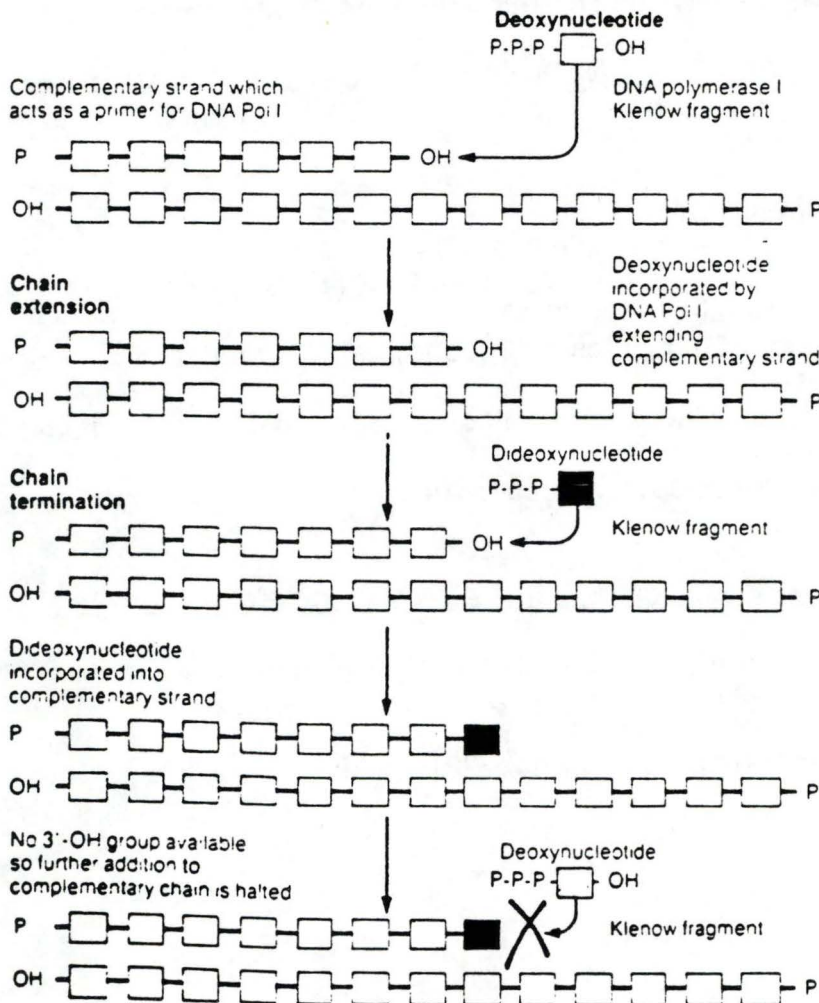 Deoxynucleotide
P-P-P OH
Complementary strand which
acts as a primer for DNA Pol I
DNA polymerase I
Klenow fragment
P OH
OH P
Chain
extension
Deoxynucleotide
incorporated by
DNA Pol I
extending
complementary strand
P OH
OH P
Chain
termination
Dideoxynucleotide
P-P-P
Klenow fragment
P OH
OH P
Dideoxynucleotide
incorporated into
complementary strand
P
OH P
No 3'-OH group available
so further addition to
complementary chain is halted
Deoxynucleotide
P-P-P OH
Klenow fragment
P
OH P